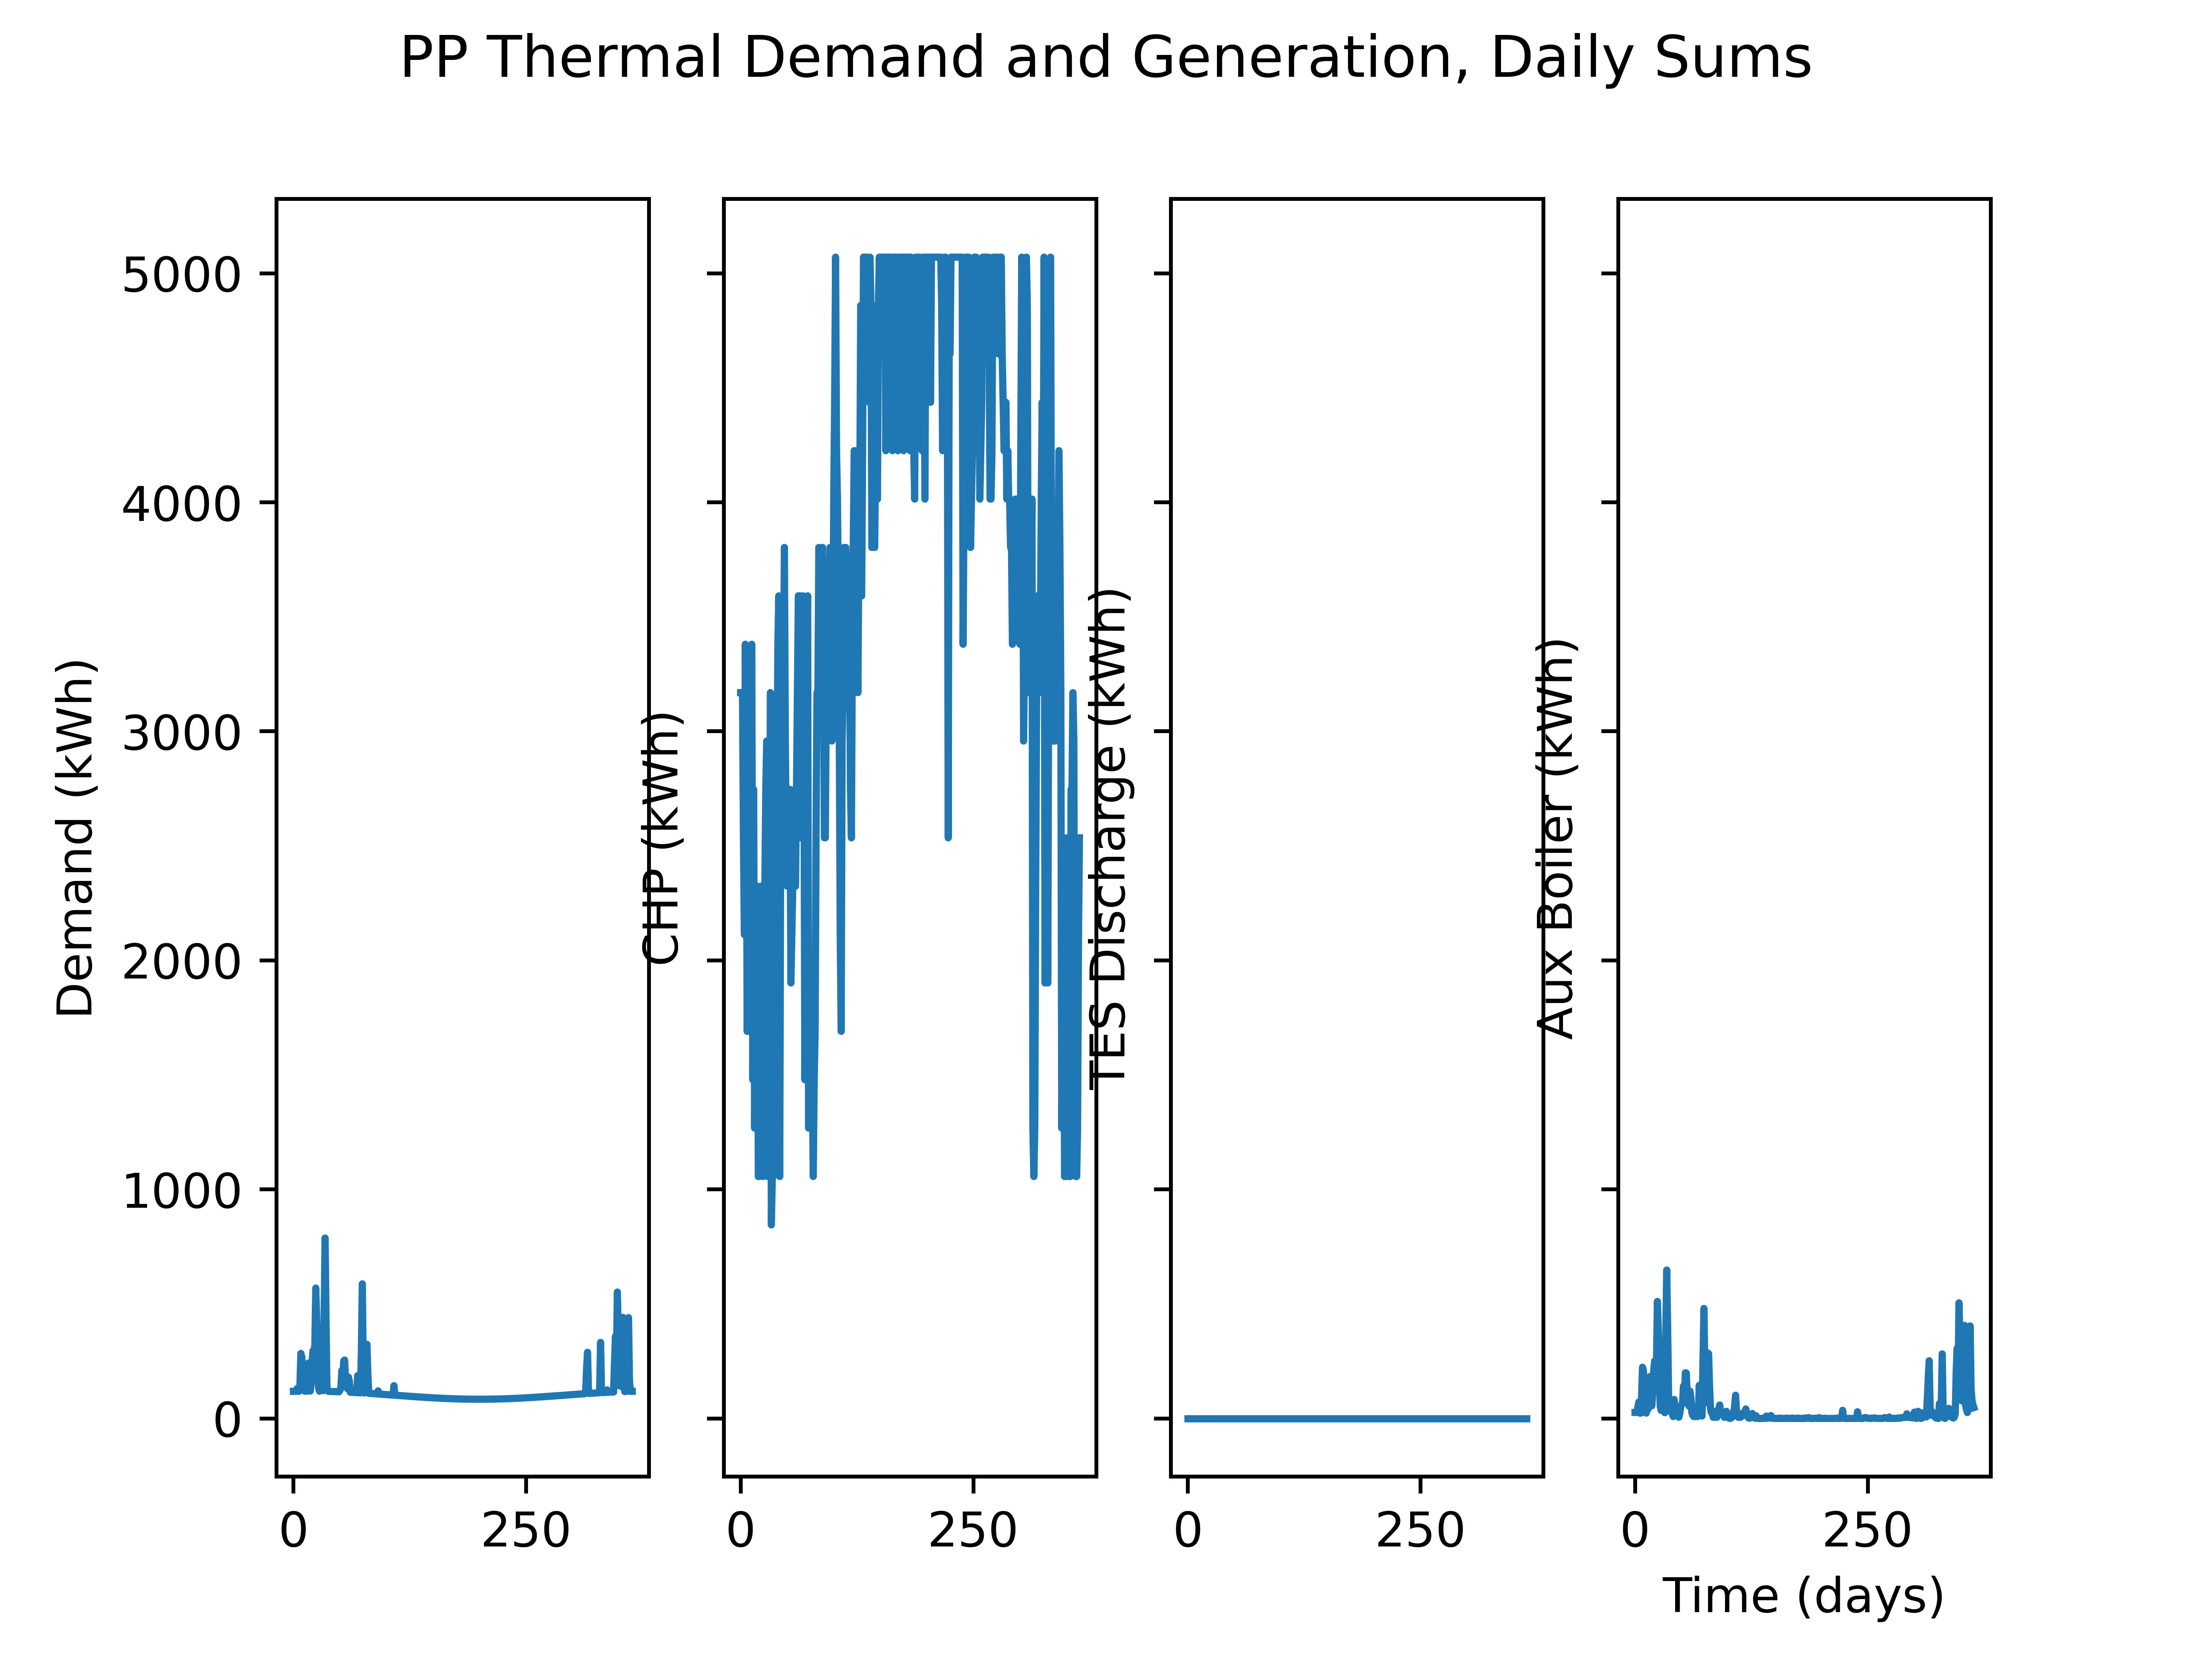 PP Thermal Demand and Generation, Daily Sums
Demand (kWh)
5000
4000
3000
2000
1000
0
CHP (kWh)
TES Discharge (kWh)
Aux Boiler (kWh)
0 250
0 250
0 250
0 250
Time (days)